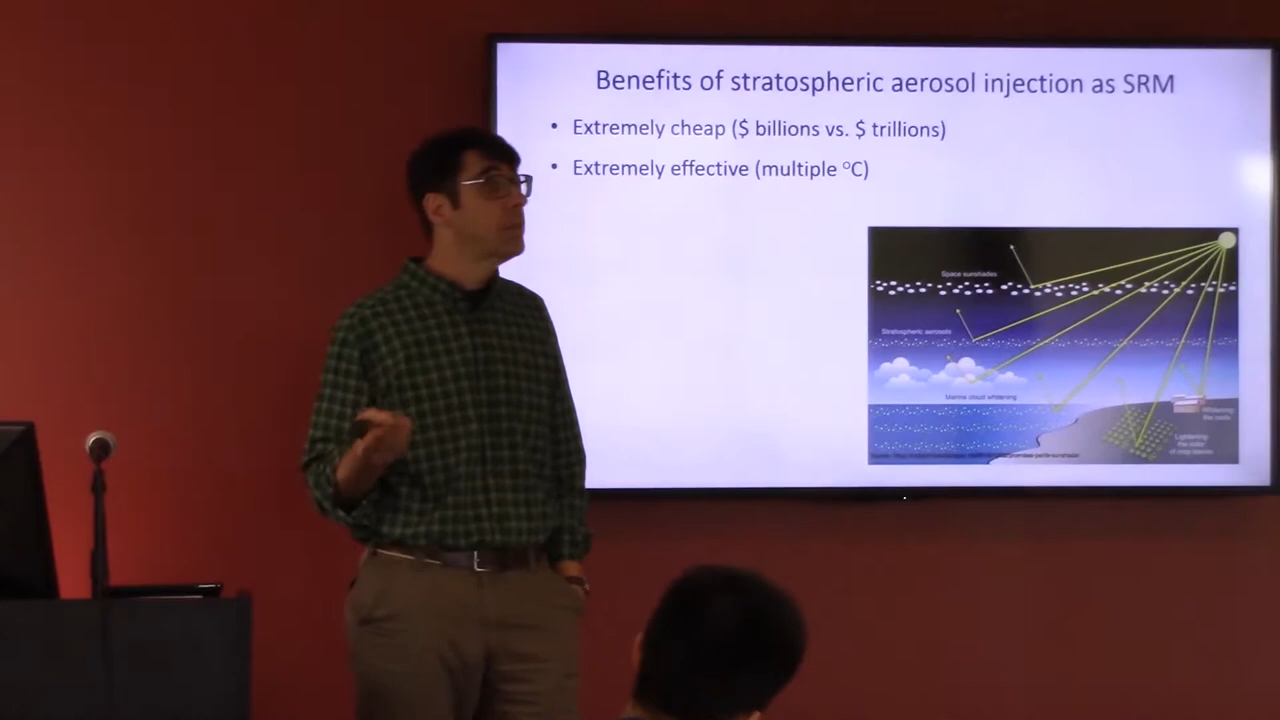 Benefits of stratospheric aerosol injection as SRM
• Extremely cheap ($ billions vs. $ trillions)
• Extremely effective (multiple °C)
Space sunshades
Stratospheric aerosols
Marine cloud whitening
Whitening
the roofs
Lightening
the color
of crop leaves